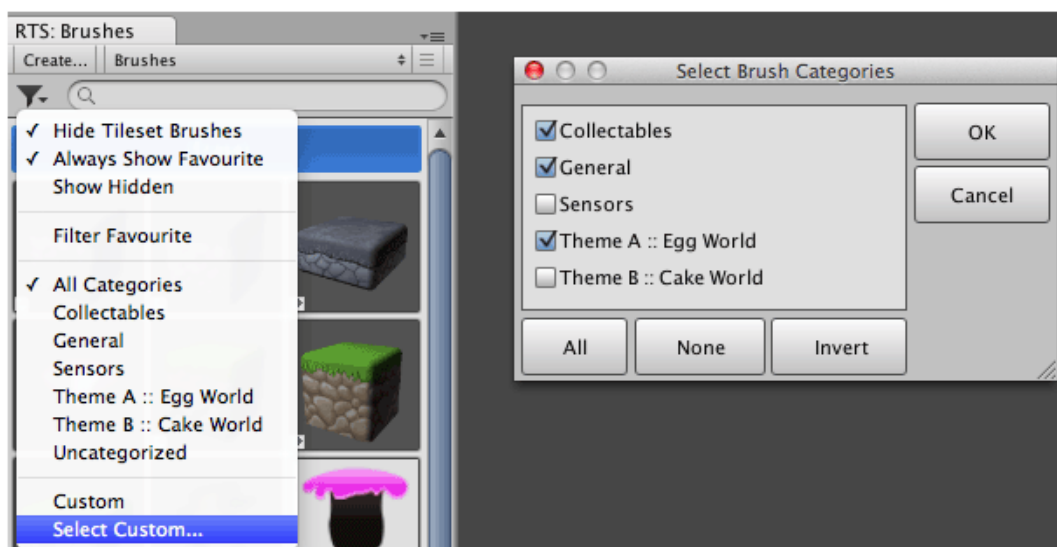 RTS: Brushes
Create... Brushes
✓ Hide Tileset Brushes
✓ Always Show Favourite
Show Hidden
Filter Favourite
✓ All Categories
Collectables
General
Sensors
Theme A :: Egg World
Theme B :: Cake World
Uncategorized
Custom
Select Custom...
Select Brush Categories
Collectables
General
Sensors
Theme A :: Egg World
Theme B :: Cake World
OK
Cancel
All None Invert